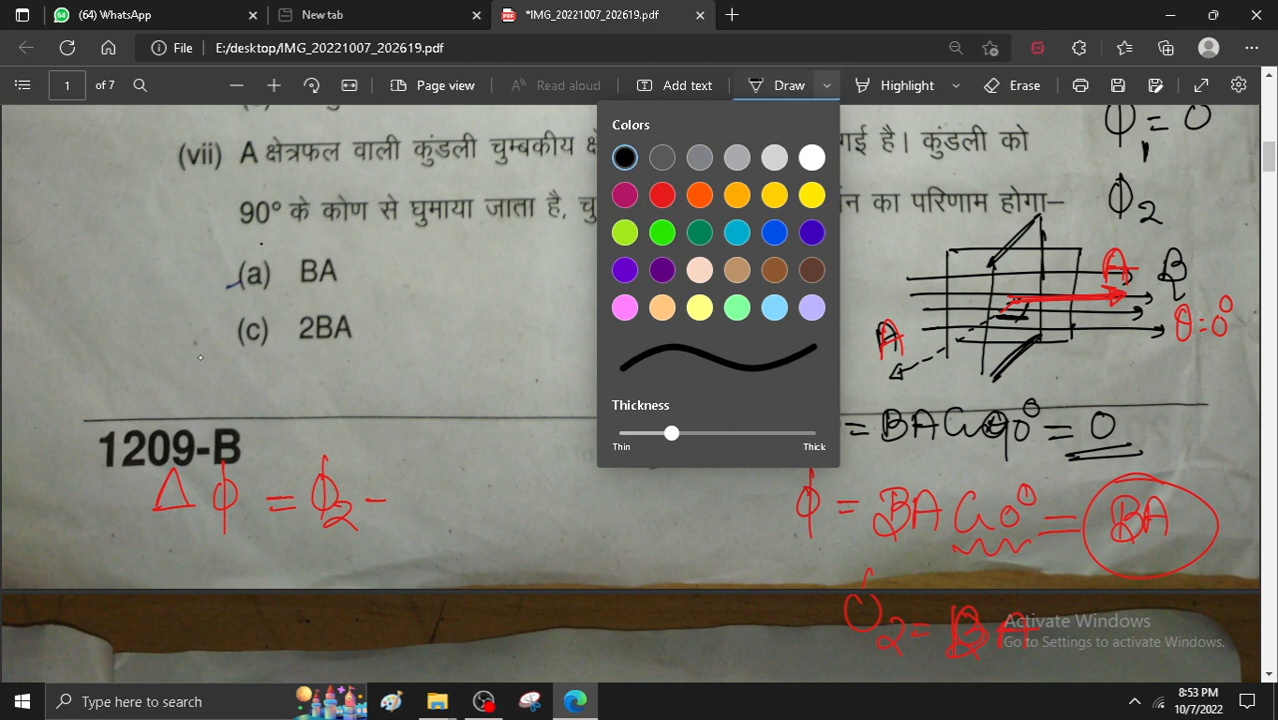 (64) WhatsApp
New tab
*IMG_20221007_202619.pdf
File
E:/desktop/IMG_20221007_202619.pdf
1 of 7
Page view
Read aloud
Add text
Draw
Highlight
Erase
Colors
Thickness
Thin Thick
(vii) A क्षेत्रफल वाली कुंडली चुम्बकीय गई है। कुंडली को
90° के कोण से घुमाया जाता है, का परिणाम होगा–
(a) BA
(c) 2BA
1209-B
ϕ₁ = 0
ϕ₂
A B
θ = 0°
A
= BA Cos 90° = 0
Δϕ = ϕ₂ –
ϕ = BA Cos 0° = BA
ϕ₂ = BA
Activate Windows
Go to Settings to activate Windows.
Type here to search
8:53 PM
10/7/2022